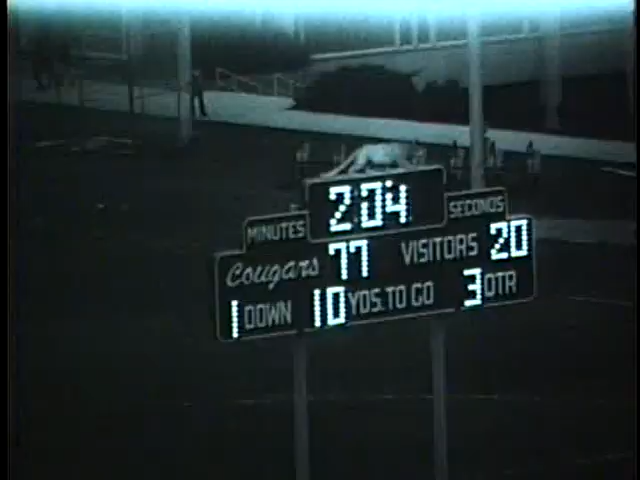 2:04
MINUTES SECONDS
Cougars 77 VISITORS 20
1 DOWN 10 YDS. TO GO 3 QTR